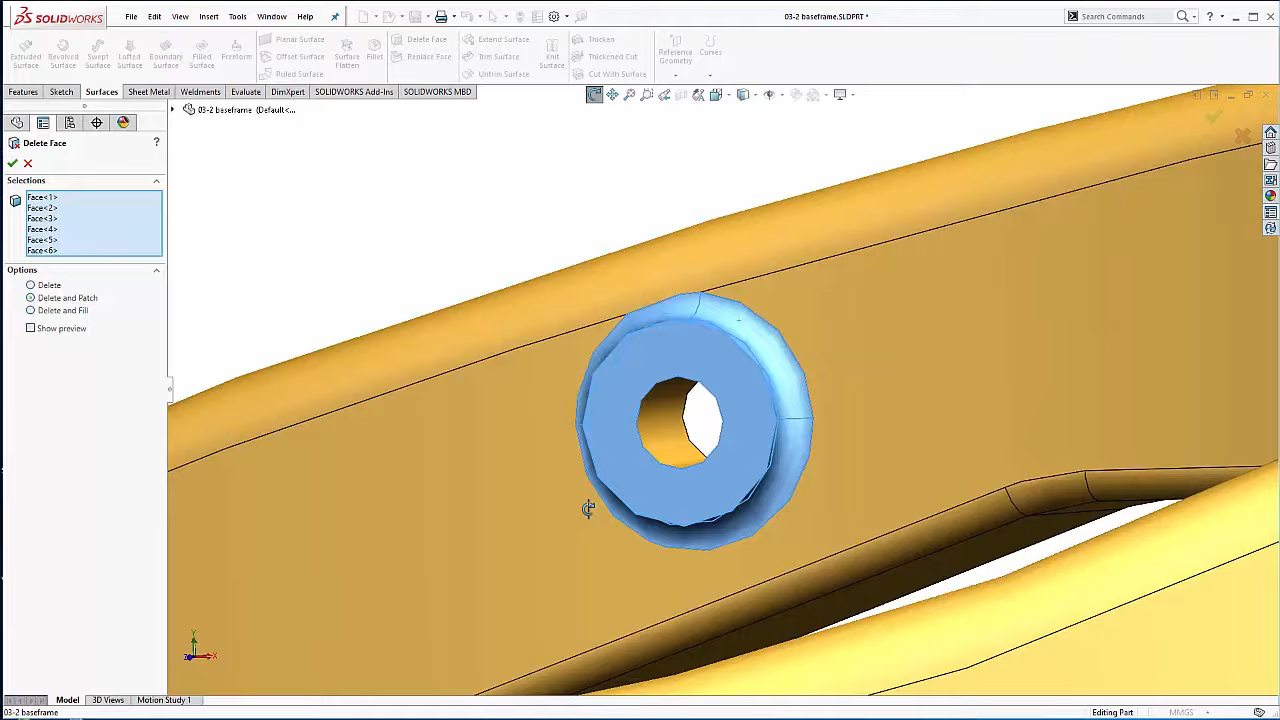 SOLIDWORKS File Edit View Insert Tools Window Help 03-2 baseframe.SLDPRT * Search Commands ?
Extruded Surface Revolved Surface Swept Surface Lofted Surface Boundary Surface Filled Surface Freeform Planar Surface Offset Surface Ruled Surface Surface Flatten Fillet Delete Face Replace Face Extend Surface Trim Surface Untrim Surface Knit Surface Thicken Thickened Cut Cut With Surface Reference Geometry Curves
Features Sketch Surfaces Sheet Metal Weldments Evaluate DimXpert SOLIDWORKS Add-Ins SOLIDWORKS MBD
03-2 baseframe (Default<...
Delete Face ?
Selections
Face<1>
Face<2>
Face<3>
Face<4>
Face<5>
Face<6>
Options
Delete
Delete and Patch
Delete and Fill
Show preview
Y
X
Z
Model 3D Views Motion Study 1
03-2 baseframe Editing Part MMGS